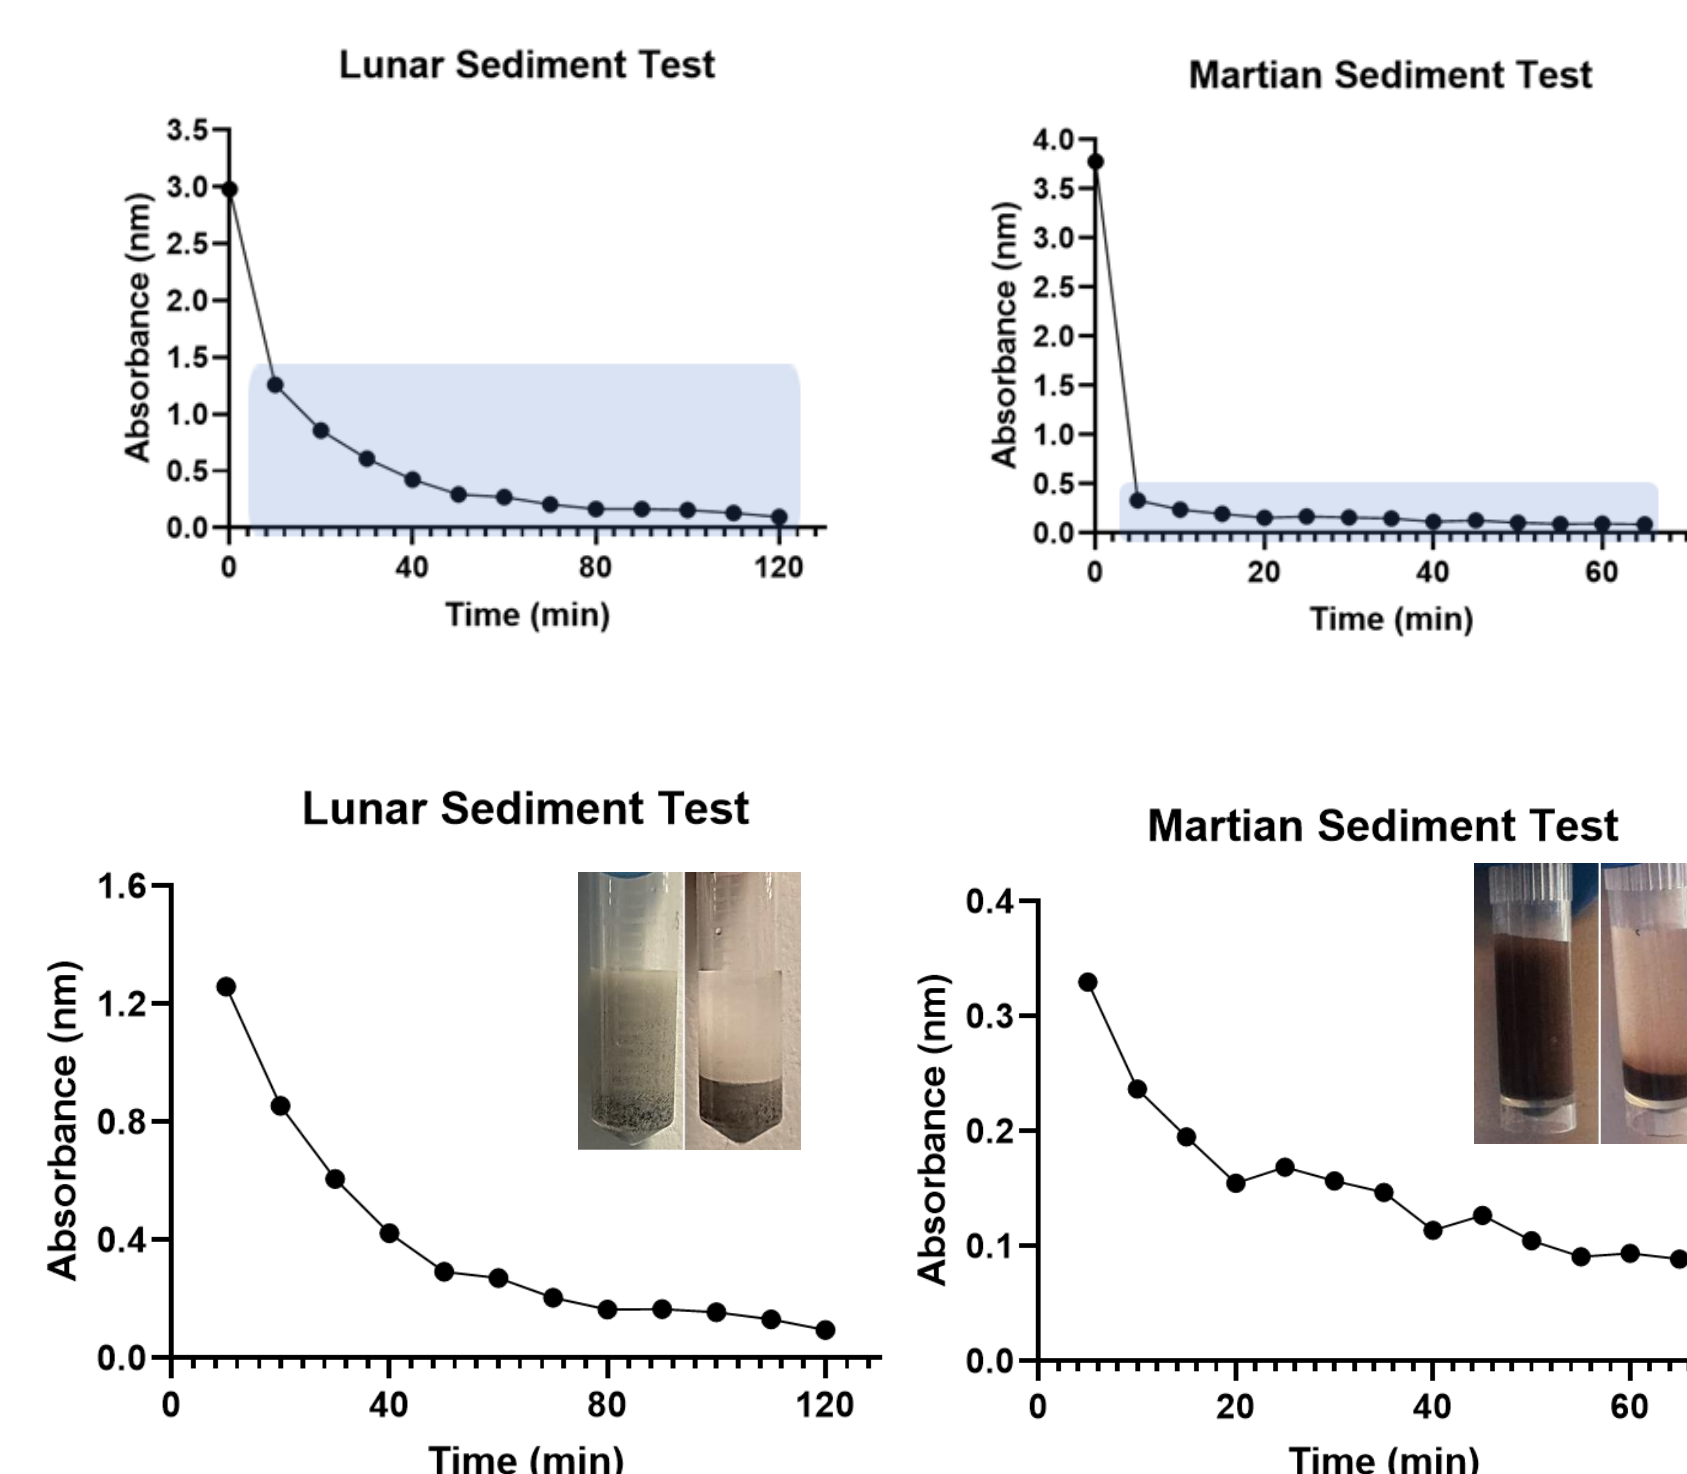 Lunar Sediment Test
3.5
3.0
2.5
2.0
1.5
1.0
0.5
0.0
Absorbance (nm)
0 40 80 120
Time (min)
Martian Sediment Test
4.0
3.5
3.0
2.5
2.0
1.5
1.0
0.5
0.0
Absorbance (nm)
0 20 40 60
Time (min)
Lunar Sediment Test
1.6
1.2
0.8
0.4
0.0
Absorbance (nm)
0 40 80 120
Time (min)
Martian Sediment Test
0.4
0.3
0.2
0.1
0.0
Absorbance (nm)
0 20 40 60
Time (min)